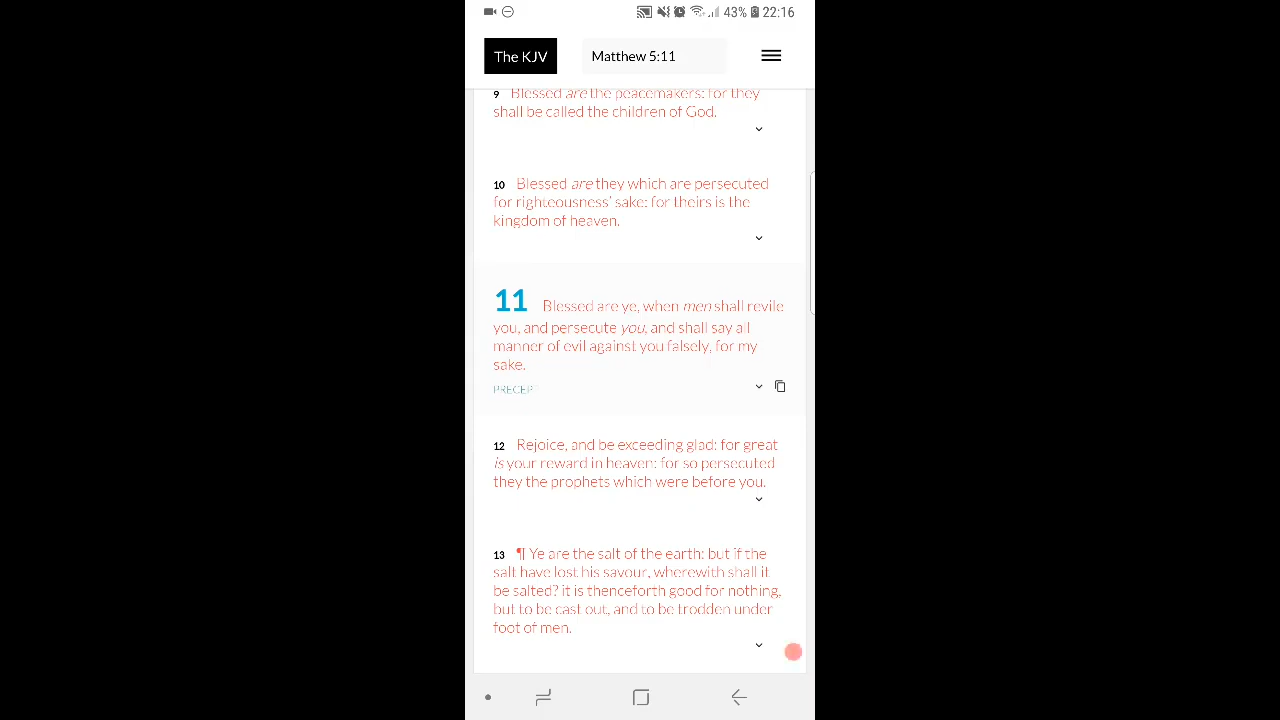 43% 22:16
The KJV Matthew 5:11
9 Blessed are the peacemakers: for they
shall be called the children of God.
10 Blessed are they which are persecuted
for righteousness' sake: for theirs is the
kingdom of heaven.
11 Blessed are ye, when men shall revile
you, and persecute you, and shall say all
manner of evil against you falsely, for my
sake.
PRECEPT
12 Rejoice, and be exceeding glad: for great
is your reward in heaven: for so persecuted
they the prophets which were before you.
13 ¶ Ye are the salt of the earth: but if the
salt have lost his savour, wherewith shall it
be salted? it is thenceforth good for nothing,
but to be cast out, and to be trodden under
foot of men.